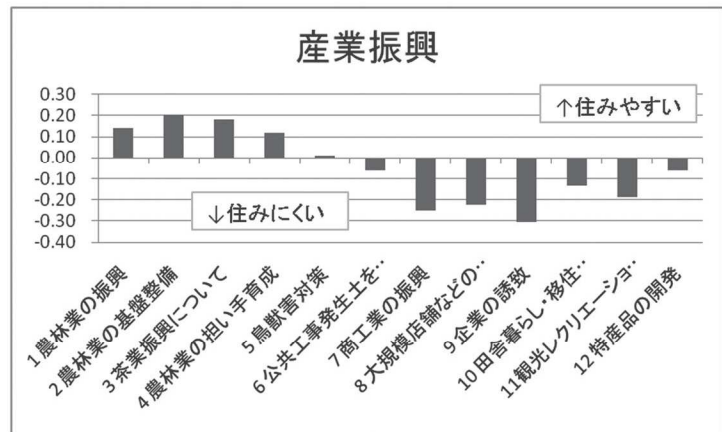 産業振興
0.30
0.20
0.10
0.00
-0.10
-0.20
-0.30
-0.40
↑住みやすい
↓住みにくい
1農林業の振興
2農林業の基盤整備
3茶業振興について
4農林業の担い手育成
5鳥獣害対策
6公共工事発生土を‥
7商工業の振興
8大規模店舗などの‥
9企業の誘致
10田舎暮らし・移住‥
11観光レクリエーショ‥
12特産品の開発